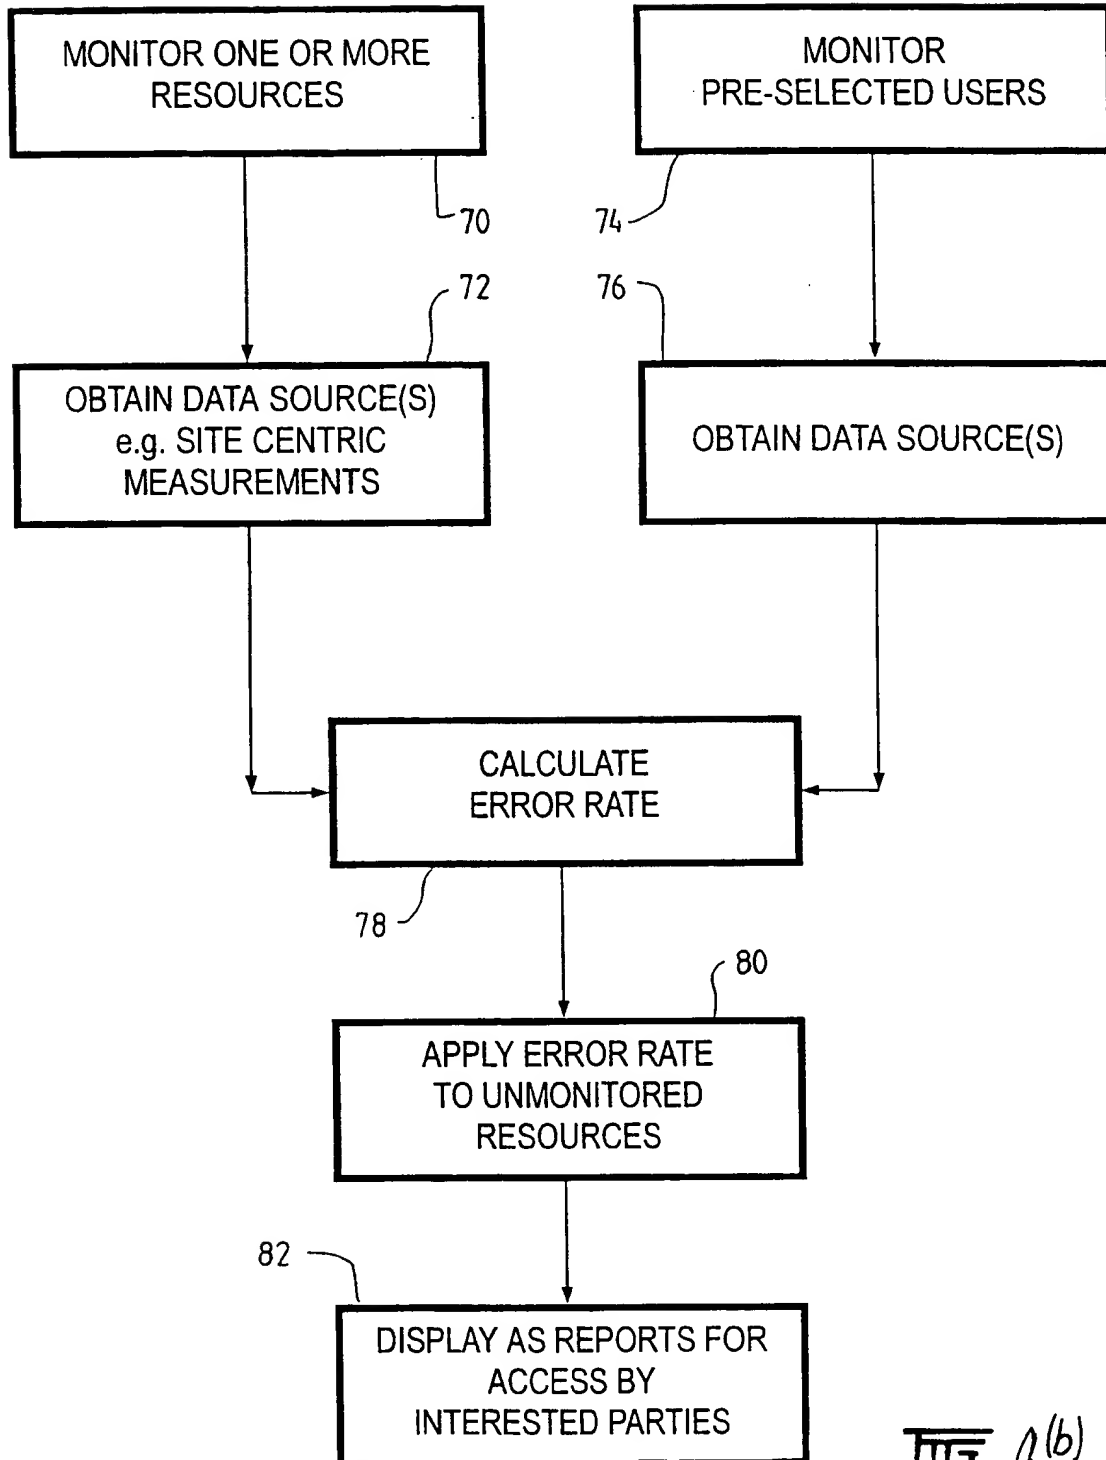 MONITOR ONE OR MORE
RESOURCES
MONITOR
PRE-SELECTED USERS
70
74
72
76
OBTAIN DATA SOURCE(S)
e.g. SITE CENTRIC
MEASUREMENTS
OBTAIN DATA SOURCE(S)
CALCULATE
ERROR RATE
78
80
APPLY ERROR RATE
TO UNMONITORED
RESOURCES
82
DISPLAY AS REPORTS FOR
ACCESS BY
INTERESTED PARTIES
(b)